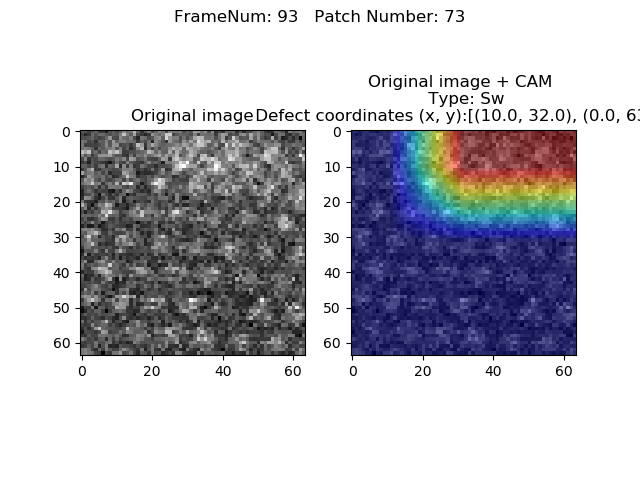 FrameNum: 93   Patch Number: 73
Original image + CAM
Type: Sw
Original image
Defect coordinates (x, y):[(10.0, 32.0), (0.0, 63
0
10
20
30
40
50
60
0 20 40 60
0
10
20
30
40
50
60
0 20 40 60